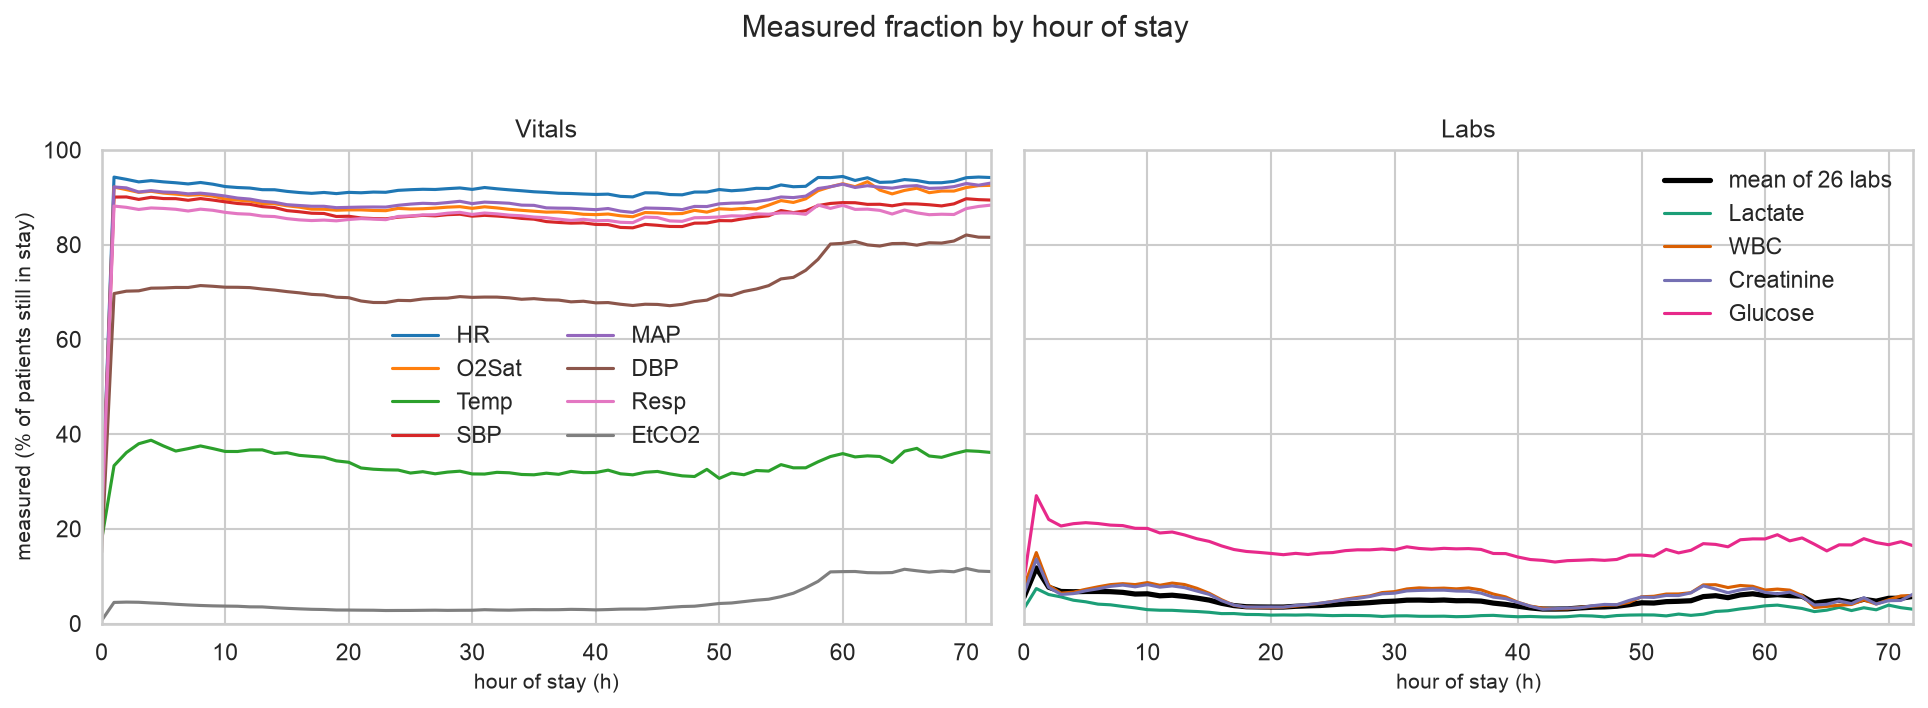 Measured fraction by hour of stay
Vitals
measured (% of patients still in stay)
100
80
60
40
20
0
HR
O2Sat
Temp
SBP
MAP
DBP
Resp
EtCO2
0 10 20 30 40 50 60 70
hour of stay (h)
Labs
mean of 26 labs
Lactate
WBC
Creatinine
Glucose
0 10 20 30 40 50 60 70
hour of stay (h)